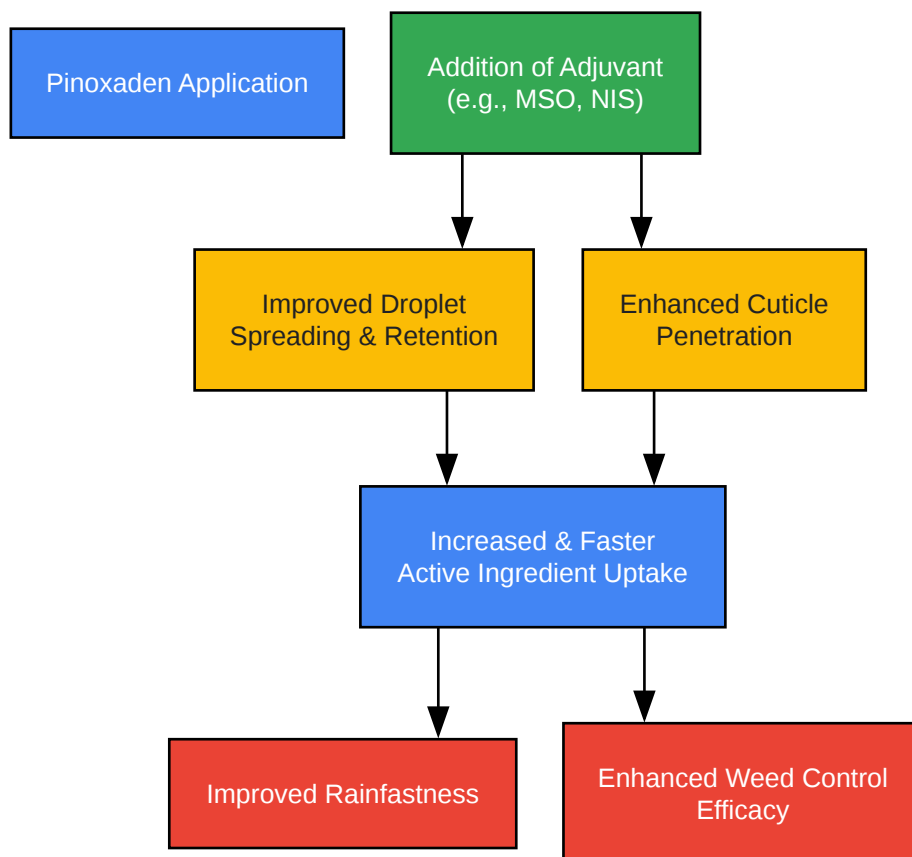 Pinoxaden Application
Addition of Adjuvant
(e.g., MSO, NIS)
Improved Droplet
Spreading & Retention
Enhanced Cuticle
Penetration
Increased & Faster
Active Ingredient Uptake
Improved Rainfastness
Enhanced Weed Control
Efficacy